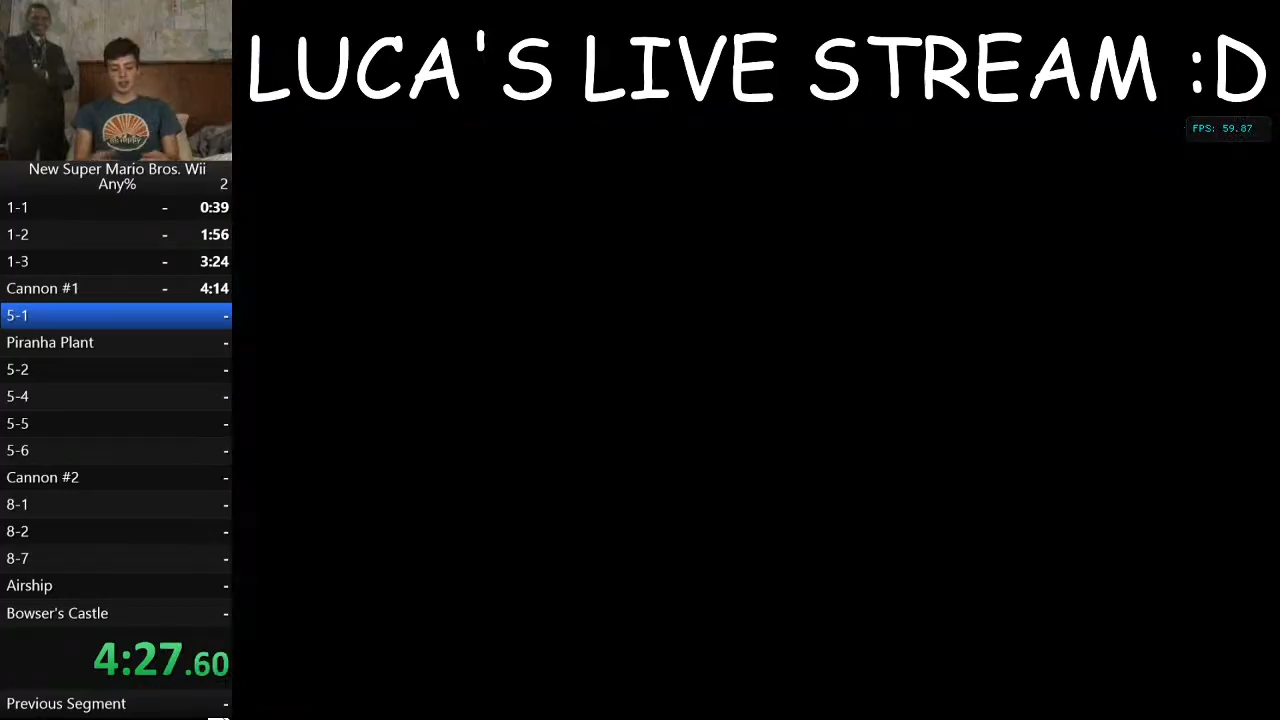 LUCA'S LIVE STREAM :D
FPS: 59.87
New Super Mario Bros. Wii
Any% 2
1-1 - 0:39
1-2 - 1:56
1-3 - 3:24
Cannon #1 - 4:14
5-1 -
Piranha Plant -
5-2 -
5-4 -
5-5 -
5-6 -
Cannon #2 -
8-1 -
8-2 -
8-7 -
Airship -
Bowser's Castle -
4:27.60
Previous Segment -